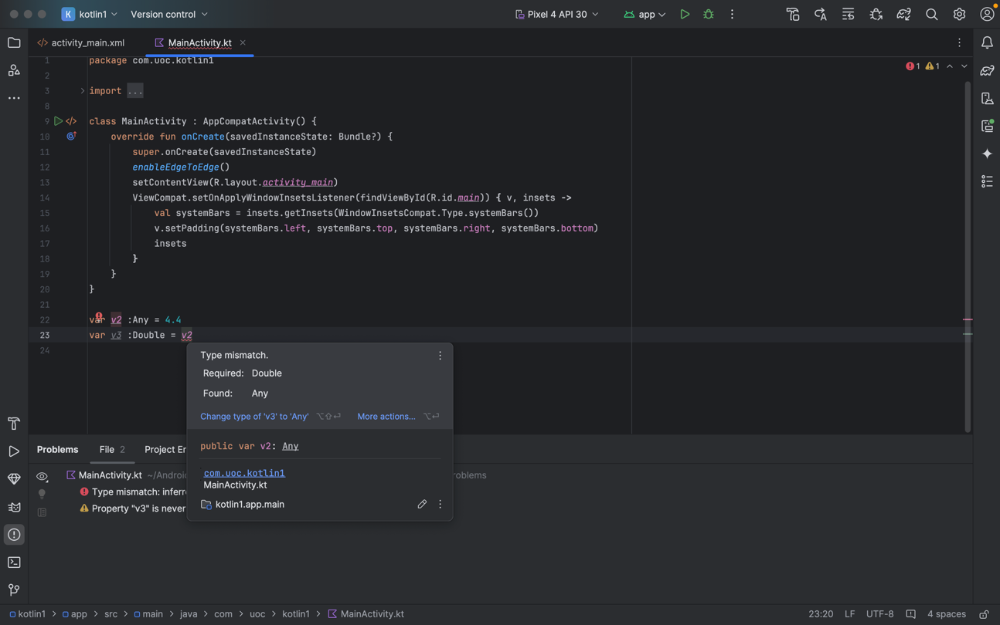 K kotlin1 Version control Pixel 4 API 30 app
activity_main.xml MainActivity.kt
1 package com.uoc.kotlin1
1 1
2
3 import ...
8
9 class MainActivity : AppCompatActivity() {
10 override fun onCreate(savedInstanceState: Bundle?) {
11 super.onCreate(savedInstanceState)
12 enableEdgeToEdge()
13 setContentView(R.layout.activity_main)
14 ViewCompat.setOnApplyWindowInsetsListener(findViewById(R.id.main)) { v, insets ->
15 val systemBars = insets.getInsets(WindowInsetsCompat.Type.systemBars())
16 v.setPadding(systemBars.left, systemBars.top, systemBars.right, systemBars.bottom)
17 insets
18 }
19 }
20 }
21
22 var v2 :Any = 4.4
23 var v3 :Double = v2
24
Type mismatch.
Required: Double
Found: Any
Change type of 'v3' to 'Any' ⌥⇧⏎ More actions... ⌥⏎
public var v2: Any
com.uoc.kotlin1
MainActivity.kt
kotlin1.app.main
Problems File 2 Project Er
MainActivity.kt ~/Android roblems
Type mismatch: inferre
Property "v3" is never
kotlin1 > app > src > main > java > com > uoc > kotlin1 > MainActivity.kt 23:20 LF UTF-8 4 spaces